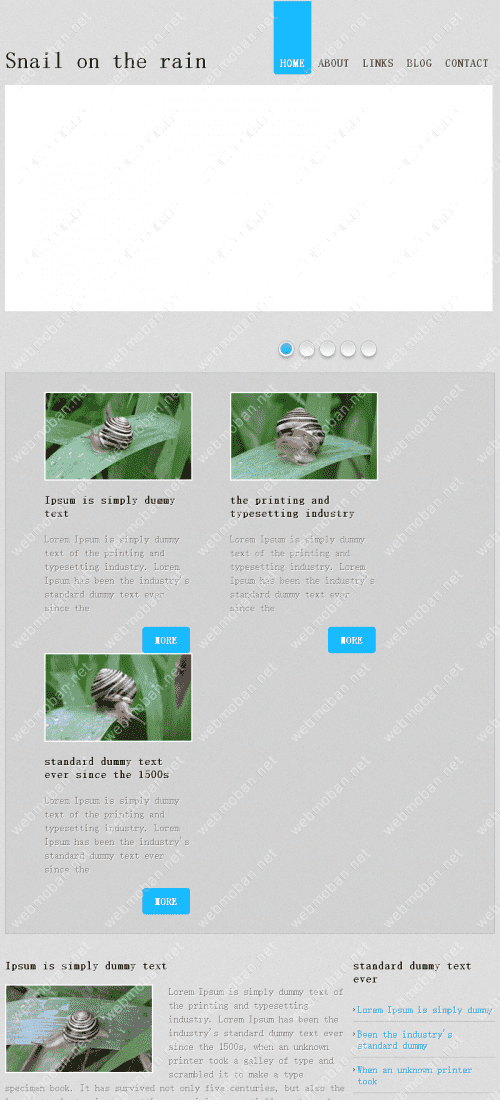 Snail on the rain
HOME ABOUT LINKS BLOG CONTACT
Ipsum is simply dummy
text
Lorem Ipsum is simply dummy
text of the printing and
typesetting industry. Lorem
Ipsum has been the industry's
standard dummy text ever
since the
MORE
the printing and
typesetting industry
Lorem Ipsum is simply dummy
text of the printing and
typesetting industry. Lorem
Ipsum has been the industry's
standard dummy text ever
since the
MORE
standard dummy text
ever since the 1500s
Lorem Ipsum is simply dummy
text of the printing and
typesetting industry. Lorem
Ipsum has been the industry's
standard dummy text ever
since the
MORE
Ipsum is simply dummy text
Lorem Ipsum is simply dummy text of
the printing and typesetting
industry. Lorem Ipsum has been the
industry's standard dummy text ever
since the 1500s, when an unknown
printer took a galley of type and
scrambled it to make a type
specimen book. It has survived not only five centuries, but also the
standard dummy text
ever
Lorem Ipsum is simply dummy
Been the industry's
standard dummy
When an unknown printer
took
webmoban.net